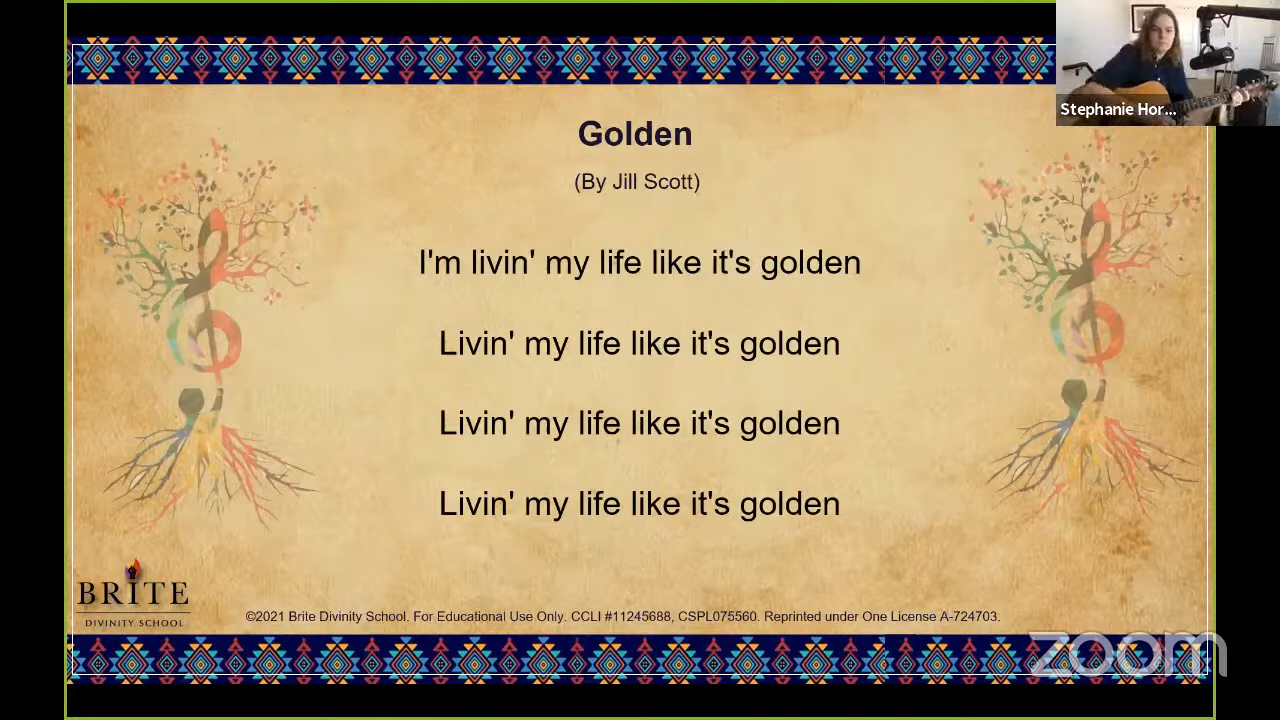 Stephanie Hor...
Golden
(By Jill Scott)
I'm livin' my life like it's golden
Livin' my life like it's golden
Livin' my life like it's golden
Livin' my life like it's golden
BRITE
DIVINITY SCHOOL
©2021 Brite Divinity School. For Educational Use Only. CCLI #11245688, CSPL075560. Reprinted under One License A-724703.
zoom